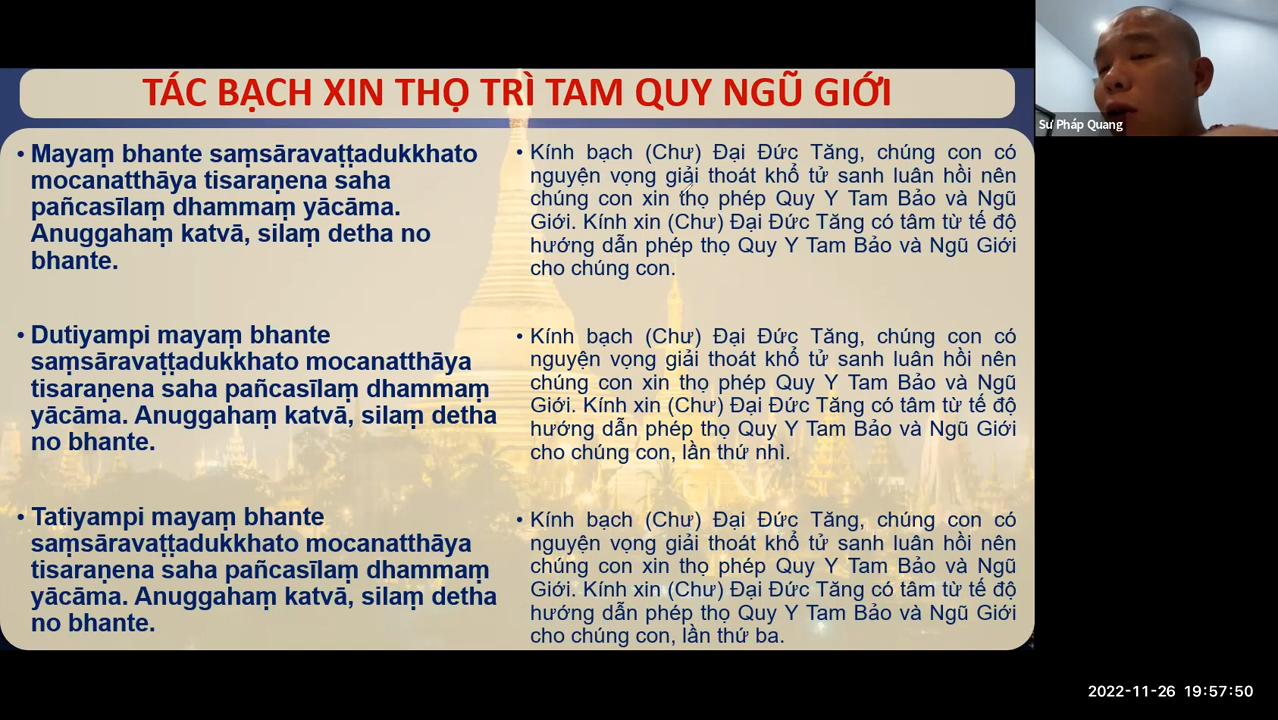 TÁC BẠCH XIN THỌ TRÌ TAM QUY NGŨ GIỚI
• Mayaṃ bhante saṃsāravaṭṭadukkhato
mocanatthāya tisaraṇena saha
pañcasīlaṃ dhammaṃ yācāma.
Anuggahaṃ katvā, silaṃ detha no
bhante.
• Dutiyampi mayaṃ bhante
saṃsāravaṭṭadukkhato mocanatthāya
tisaraṇena saha pañcasīlaṃ dhammaṃ
yācāma. Anuggahaṃ katvā, silaṃ detha
no bhante.
• Tatiyampi mayaṃ bhante
saṃsāravaṭṭadukkhato mocanatthāya
tisaraṇena saha pañcasīlaṃ dhammaṃ
yācāma. Anuggahaṃ katvā, silaṃ detha
no bhante.
• Kính bạch (Chư) Đại Đức Tăng, chúng con có
nguyện vọng giải thoát khổ tử sanh luân hồi nên
chúng con xin thọ phép Quy Y Tam Bảo và Ngũ
Giới. Kính xin (Chư) Đại Đức Tăng có tâm từ tế độ
hướng dẫn phép thọ Quy Y Tam Bảo và Ngũ Giới
cho chúng con.
• Kính bạch (Chư) Đại Đức Tăng, chúng con có
nguyện vọng giải thoát khổ tử sanh luân hồi nên
chúng con xin thọ phép Quy Y Tam Bảo và Ngũ
Giới. Kính xin (Chư) Đại Đức Tăng có tâm từ tế độ
hướng dẫn phép thọ Quy Y Tam Bảo và Ngũ Giới
cho chúng con, lần thứ nhì.
• Kính bạch (Chư) Đại Đức Tăng, chúng con có
nguyện vọng giải thoát khổ tử sanh luân hồi nên
chúng con xin thọ phép Quy Y Tam Bảo và Ngũ
Giới. Kính xin (Chư) Đại Đức Tăng có tâm từ tế độ
hướng dẫn phép thọ Quy Y Tam Bảo và Ngũ Giới
cho chúng con, lần thứ ba.
Sư Pháp Quang
2022-11-26 19:57:50